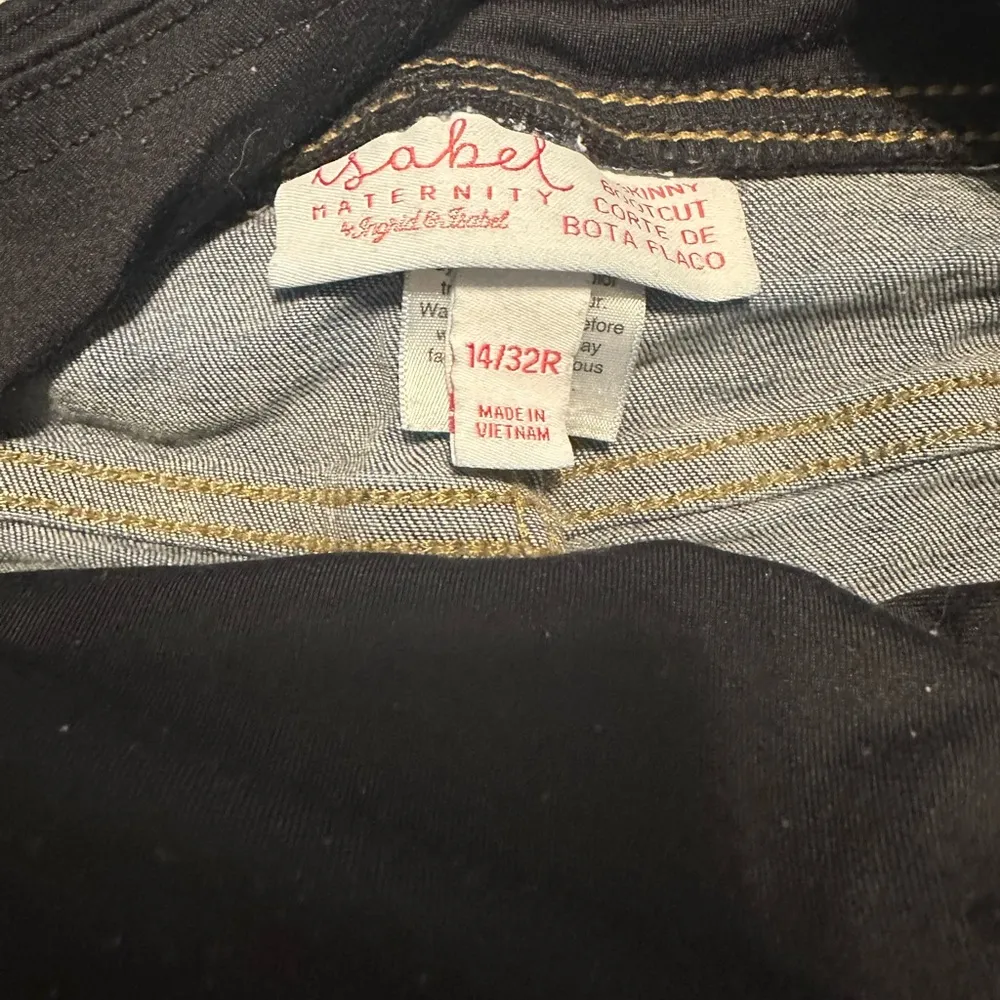 isabel
MATERNITY
by Ingrid & Isabel
SKINNY
BOOTCUT
CORTE DE
BOTA FLACO
14/32R
MADE IN
VIETNAM